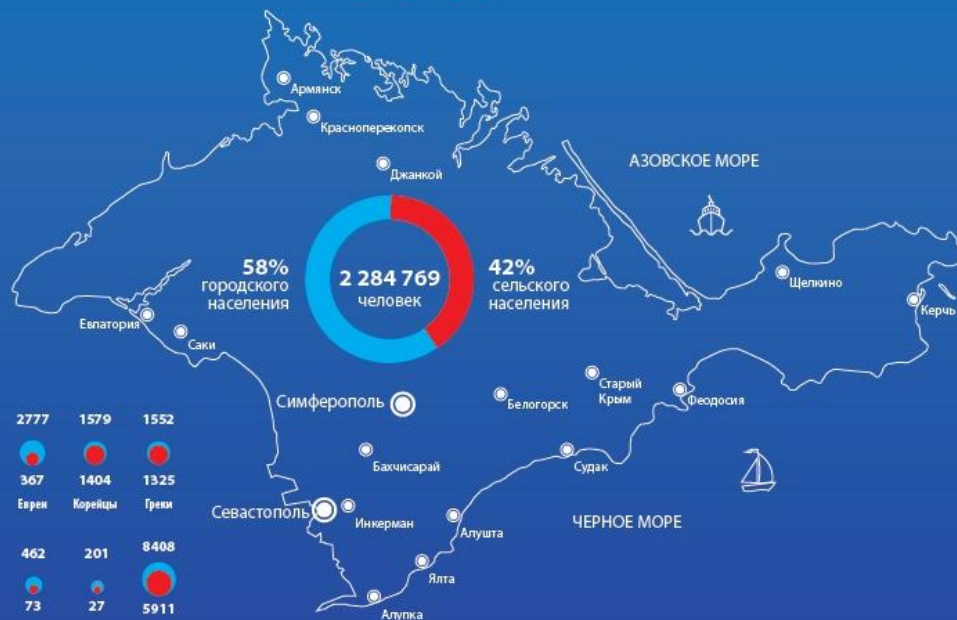 Армянск
Красноперекопск
Джанкой
АЗОВСКОЕ МОРЕ
58%
городского
населения
2 284 769
человек
42%
сельского
населения
Щелкино
Керчь
Евпатория
Саки
Симферополь
Белогорск
Старый
Крым
Феодосия
2777
1579
1552
367
1404
1325
Евреи
Корейцы
Греки
Бахчисарай
Судак
Севастополь
Инкерман
Алушта
ЧЕРНОЕ МОРЕ
462
201
8408
73
27
5911
Ялта
Алупка